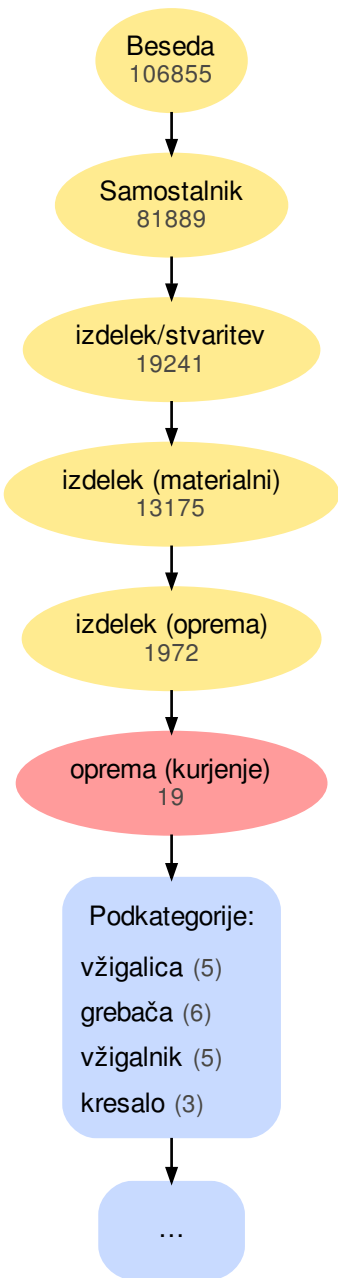 Beseda
106855
Samostalnik
81889
izdelek/stvaritev
19241
izdelek (materialni)
13175
izdelek (oprema)
1972
oprema (kurjenje)
19
Podkategorije:
vžigalica (5)
grebača (6)
vžigalnik (5)
kresalo (3)
...